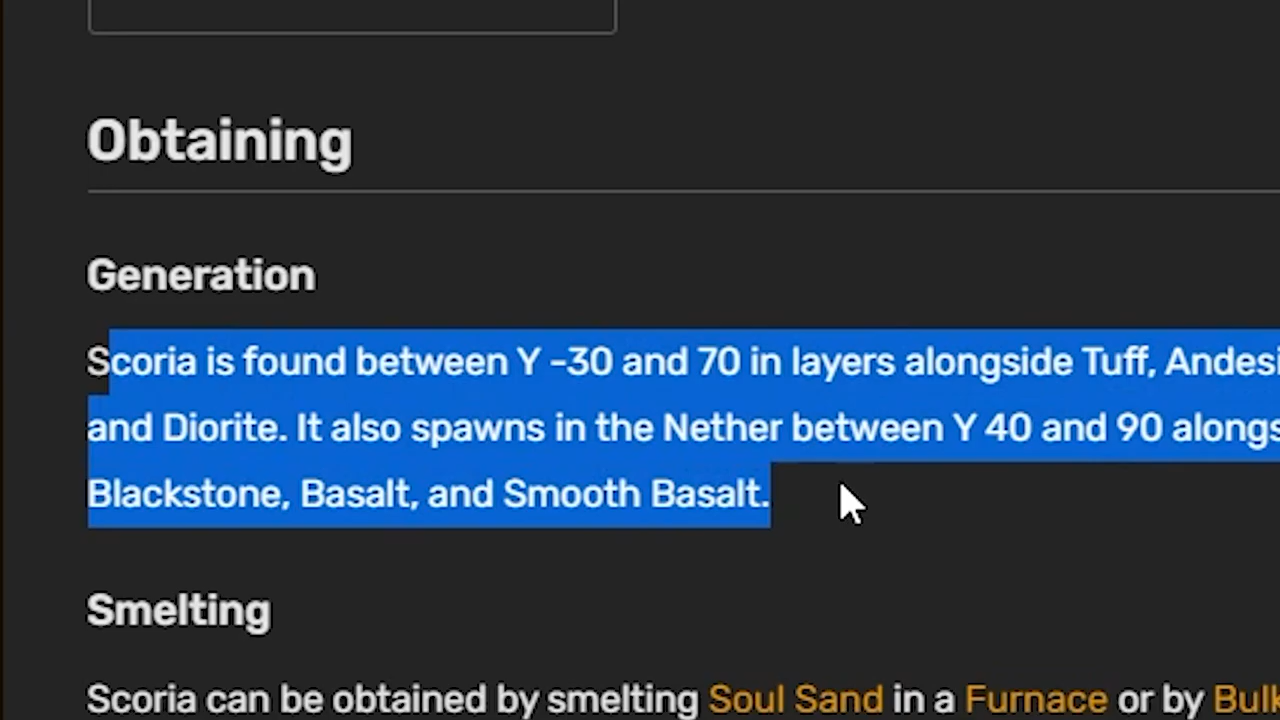 Obtaining
Generation
Scoria is found between Y -30 and 70 in layers alongside Tuff,
and Diorite. It also spawns in the Nether between Y 40 and 90
Blackstone, Basalt, and Smooth Basalt.
Smelting
Scoria can be obtained by smelting Soul Sand in a Furnace or by